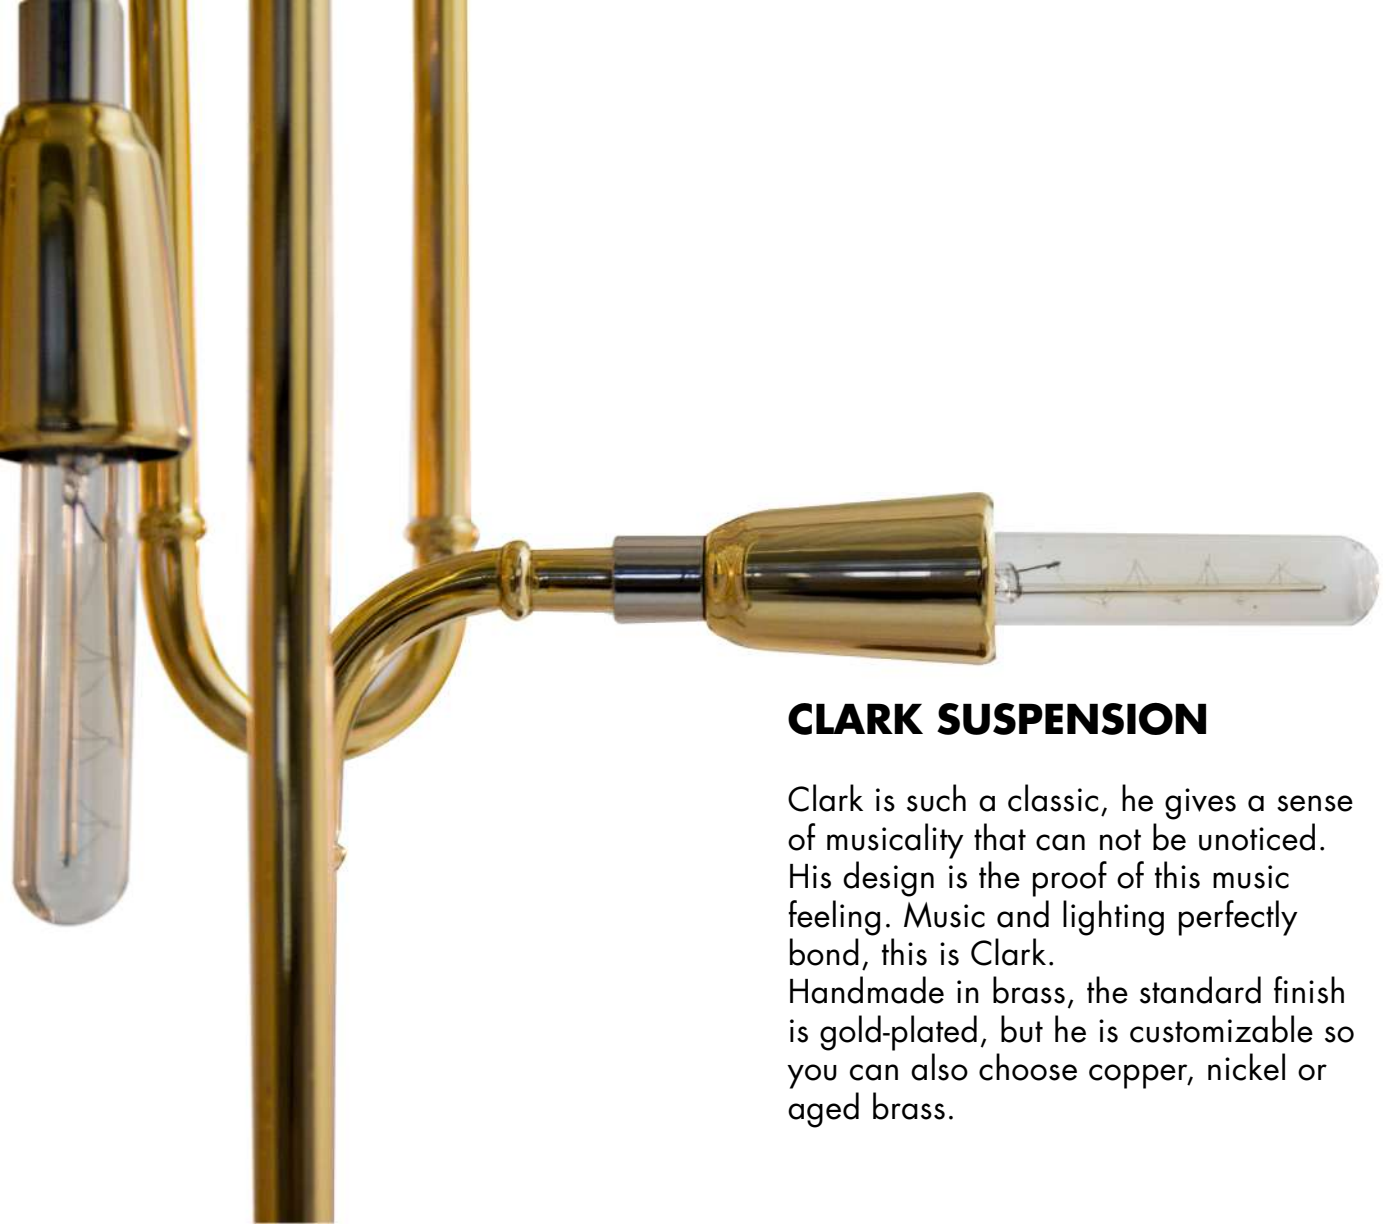 CLARK SUSPENSION
Clark is such a classic, he gives a sense
of musicality that can not be unoticed.
His design is the proof of this music
feeling. Music and lighting perfectly
bond, this is Clark.
Handmade in brass, the standard finish
is gold-plated, but he is customizable so
you can also choose copper, nickel or
aged brass.